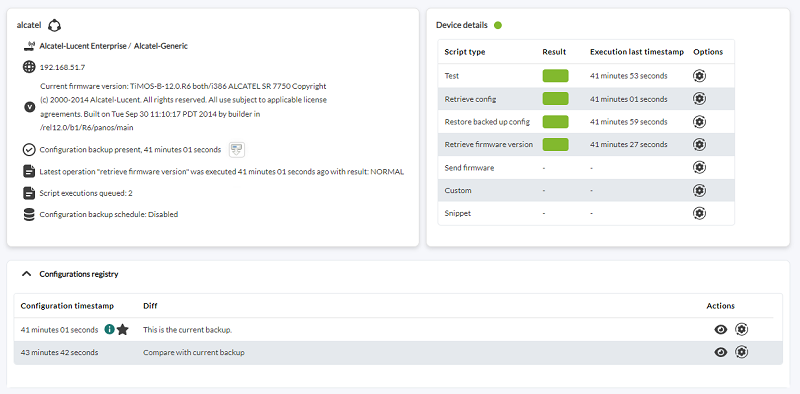 alcatel
Alcatel-Lucent Enterprise / Alcatel-Generic
192.168.51.7
Current firmware version: TiMOS-B-12.0.R6 both/i386 ALCATEL SR 7750 Copyright
(c) 2000-2014 Alcatel-Lucent. All rights reserved. All use subject to applicable license
agreements. Built on Tue Sep 30 11:10:17 PDT 2014 by builder in
/rel12.0/b1/R6/panos/main
V
Configuration backup present, 41 minutes 01 seconds
Latest operation "retrieve firmware version" was executed 41 minutes 01 seconds ago with result: NORMAL
Script executions queued: 2
Configuration backup schedule: Disabled
Device details
Script type Result Execution last timestamp Options
Test 41 minutes 53 seconds
Retrieve config 41 minutes 01 seconds
Restore backed up config 41 minutes 59 seconds
Retrieve firmware version 41 minutes 27 seconds
Send firmware - -
Custom - -
Snippet - -
Configurations registry
Configuration timestamp Diff Actions
41 minutes 01 seconds This is the current backup.
43 minutes 42 seconds Compare with current backup